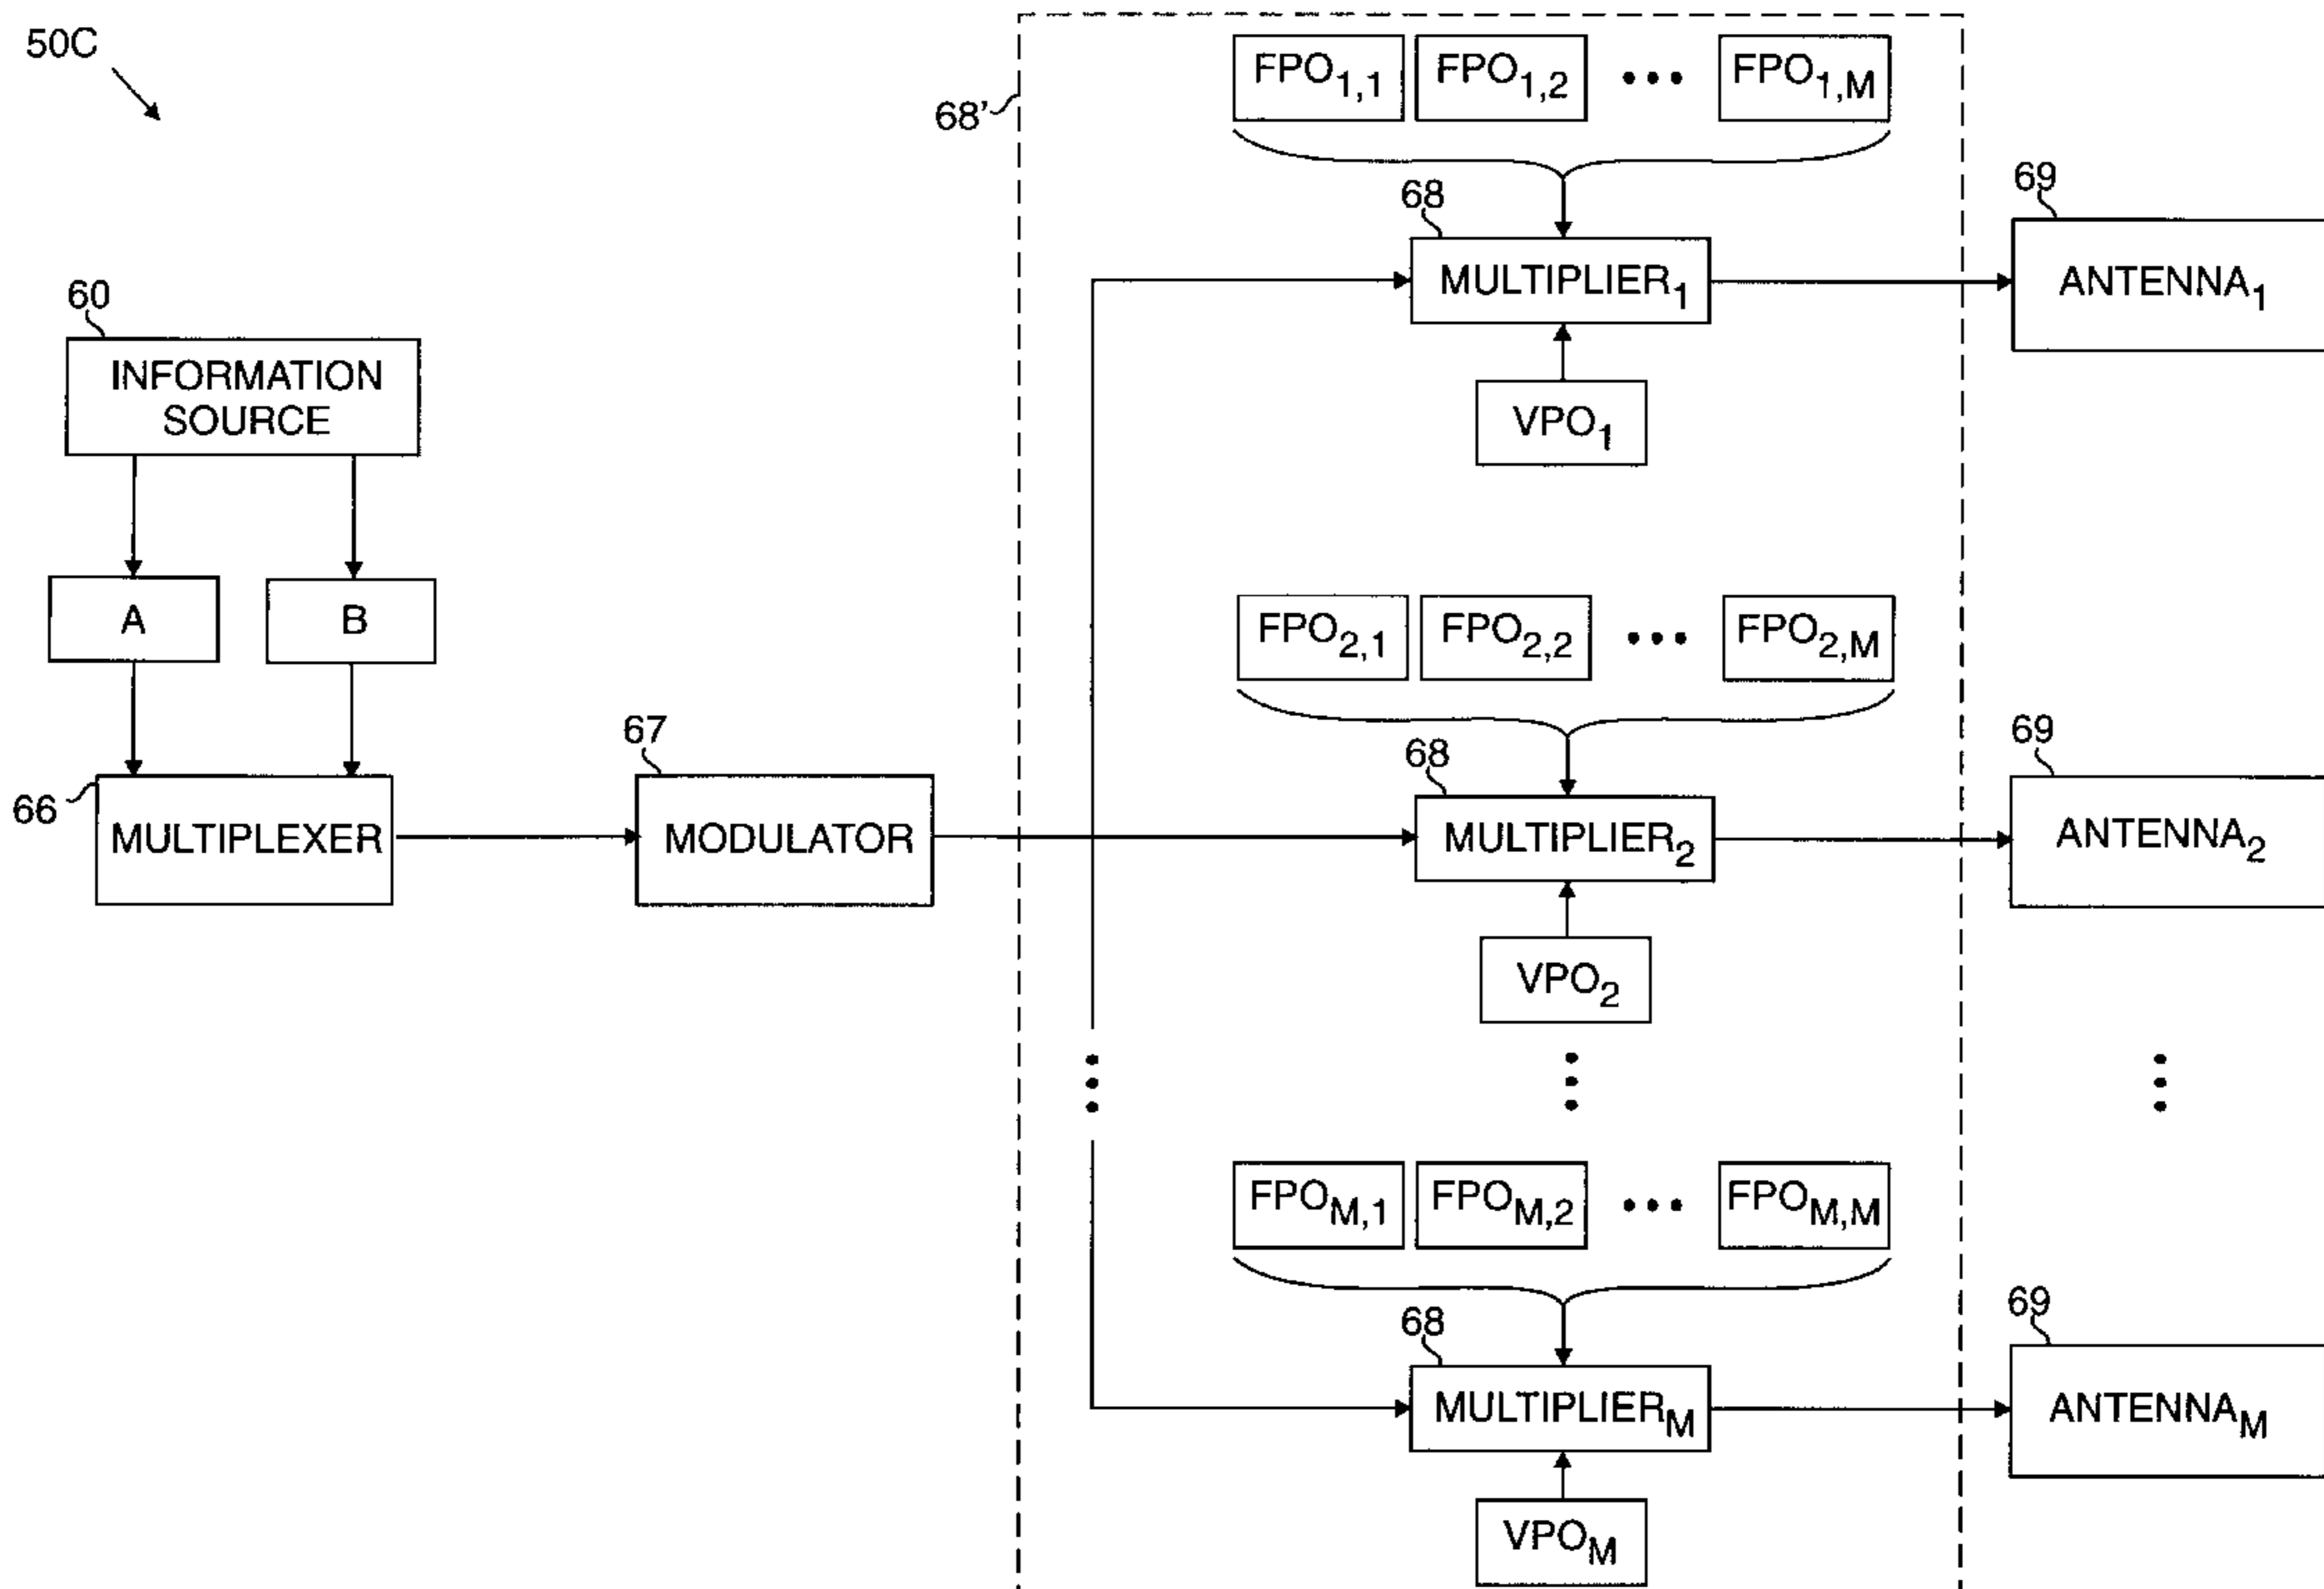 50C
68'
FPO1,1 FPO1,2 ••• FPO1,M
68
MULTIPLIER1
69
ANTENNA1
VPO1
60
INFORMATION
SOURCE
A B
66
MULTIPLEXER
67
MODULATOR
FPO2,1 FPO2,2 ••• FPO2,M
68
MULTIPLIER2
69
ANTENNA2
VPO2
FPOM,1 FPOM,2 ••• FPOM,M
68
MULTIPLIERM
69
ANTENNAM
VPOM